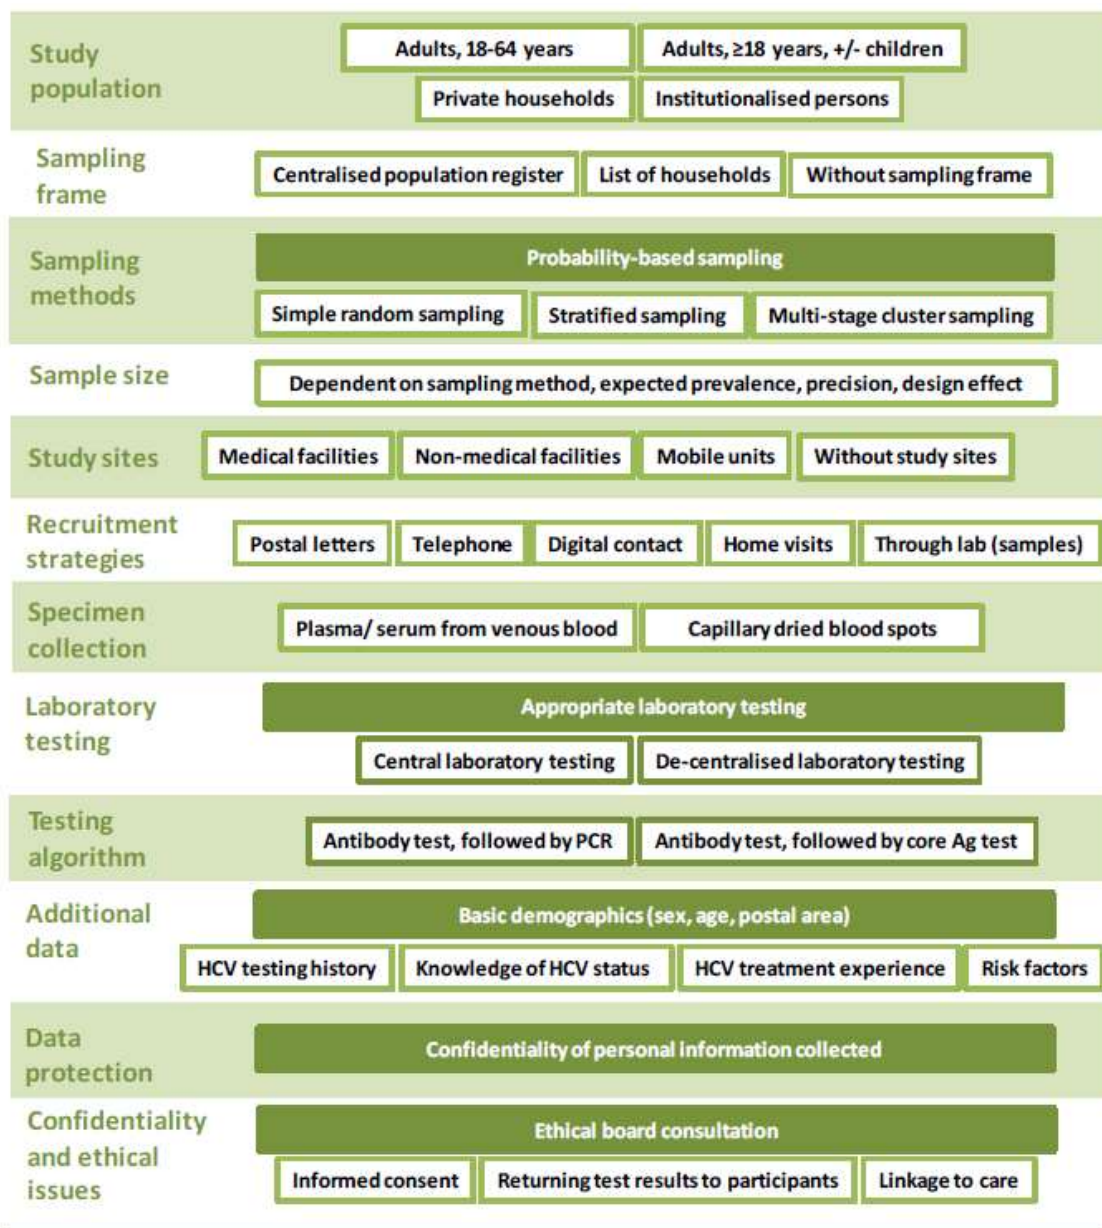 Study
population
Adults, 18-64 years
Adults, ≥18 years, +/- children
Private households
Institutionalised persons
Sampling
frame
Centralised population register
List of households
Without sampling frame
Sampling
methods
Probability-based sampling
Simple random sampling
Stratified sampling
Multi-stage cluster sampling
Sample size
Dependent on sampling method, expected prevalence, precision, design effect
Study sites
Medical facilities
Non-medical facilities
Mobile units
Without study sites
Recruitment
strategies
Postal letters
Telephone
Digital contact
Home visits
Through lab (samples)
Specimen
collection
Plasma/ serum from venous blood
Capillary dried blood spots
Laboratory
testing
Appropriate laboratory testing
Central laboratory testing
De-centralised laboratory testing
Testing
algorithm
Antibody test, followed by PCR
Antibody test, followed by core Ag test
Additional
data
Basic demographics (sex, age, postal area)
HCV testing history
Knowledge of HCV status
HCV treatment experience
Risk factors
Data
protection
Confidentiality of personal information collected
Confidentiality
and ethical
issues
Ethical board consultation
Informed consent
Returning test results to participants
Linkage to care